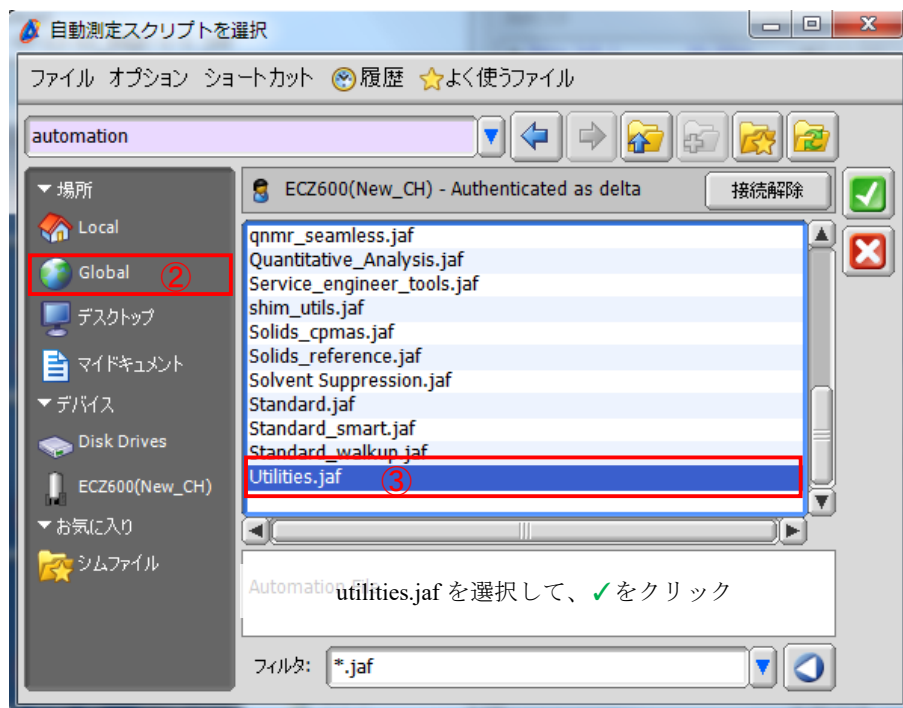 自動測定スクリプトを選択
ファイル オプション ショートカット 履歴 よく使うファイル
automation
場所
Local
Global ②
デスクトップ
マイドキュメント
デバイス
Disk Drives
ECZ600(New_CH)
お気に入り
シムファイル
ECZ600(New_CH) - Authenticated as delta 接続解除
qnmr_seamless.jaf
Quantitative_Analysis.jaf
Service_engineer_tools.jaf
shim_utils.jaf
Solids_cpmas.jaf
Solids_reference.jaf
Solvent Suppression.jaf
Standard.jaf
Standard_smart.jaf
Standard_walkup.jaf
Utilities.jaf ③
Automation
utilities.jaf を選択して、✓をクリック
フィルタ: *.jaf